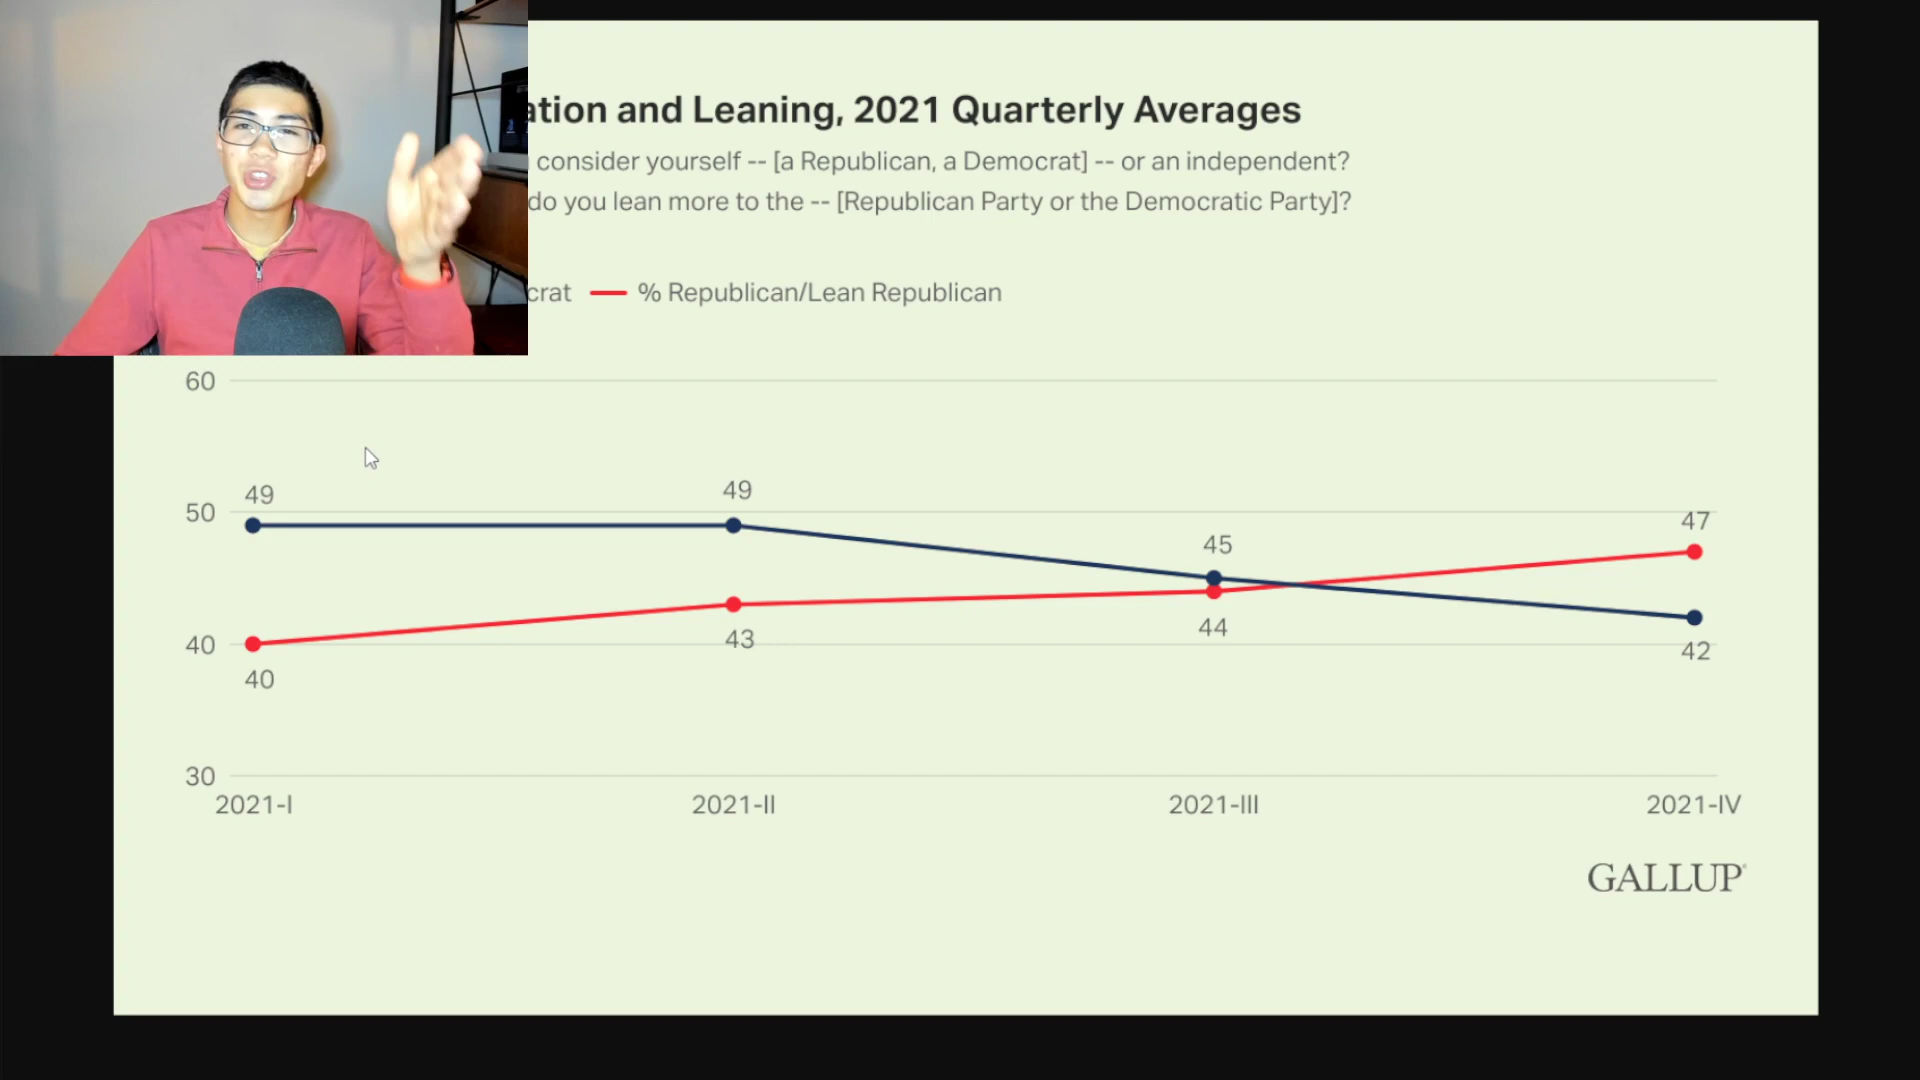 ation and Leaning, 2021 Quarterly Averages
consider yourself -- [a Republican, a Democrat] -- or an independent?
do you lean more to the -- [Republican Party or the Democratic Party]?
crat % Republican/Lean Republican
60
49 49
50 47
45
40 43 44 42
40
30
2021-I 2021-II 2021-III 2021-IV
GALLUP